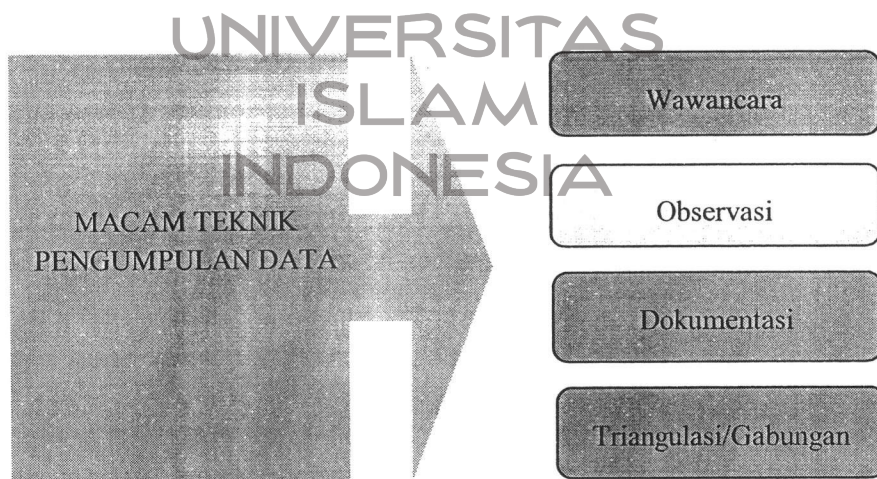 UNIVERSITAS
ISLAM
INDONESIA
MACAM TEKNIK
PENGUMPULAN DATA
Wawancara
Observasi
Dokumentasi
Triangulasi/Gabungan